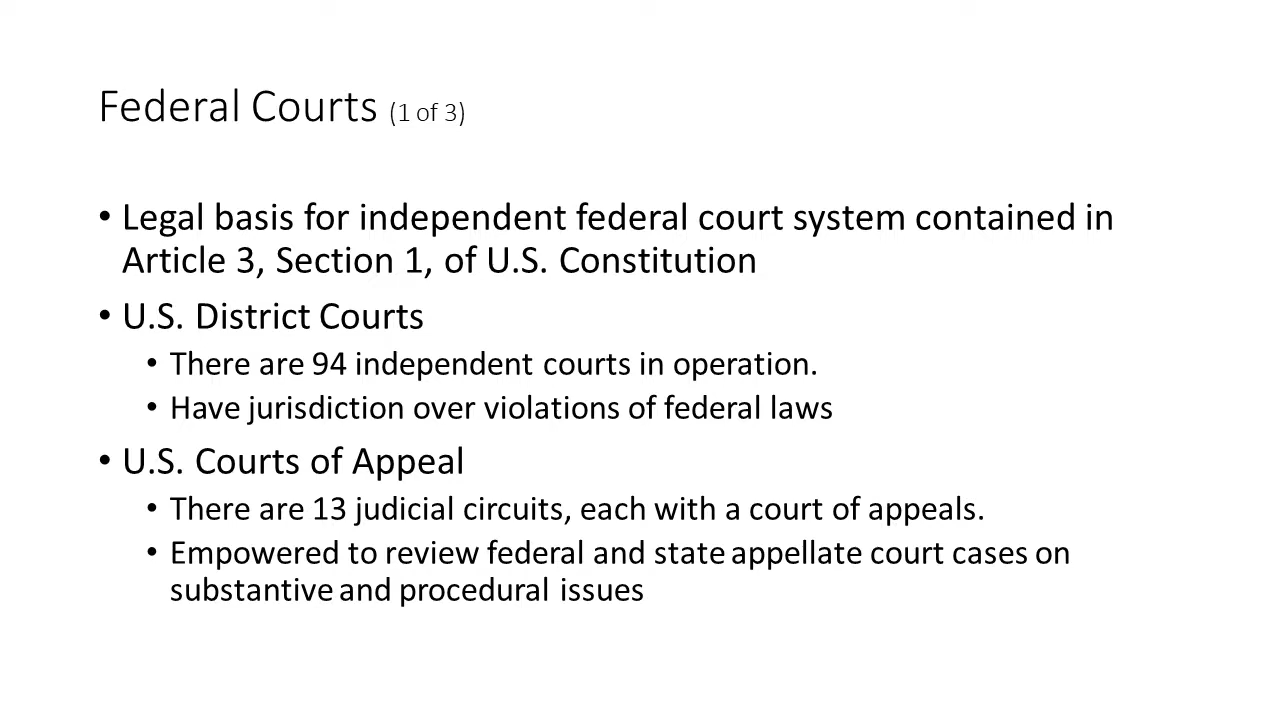 Federal Courts (1 of 3)
• Legal basis for independent federal court system contained in
Article 3, Section 1, of U.S. Constitution
• U.S. District Courts
• There are 94 independent courts in operation.
• Have jurisdiction over violations of federal laws
• U.S. Courts of Appeal
• There are 13 judicial circuits, each with a court of appeals.
• Empowered to review federal and state appellate court cases on
substantive and procedural issues